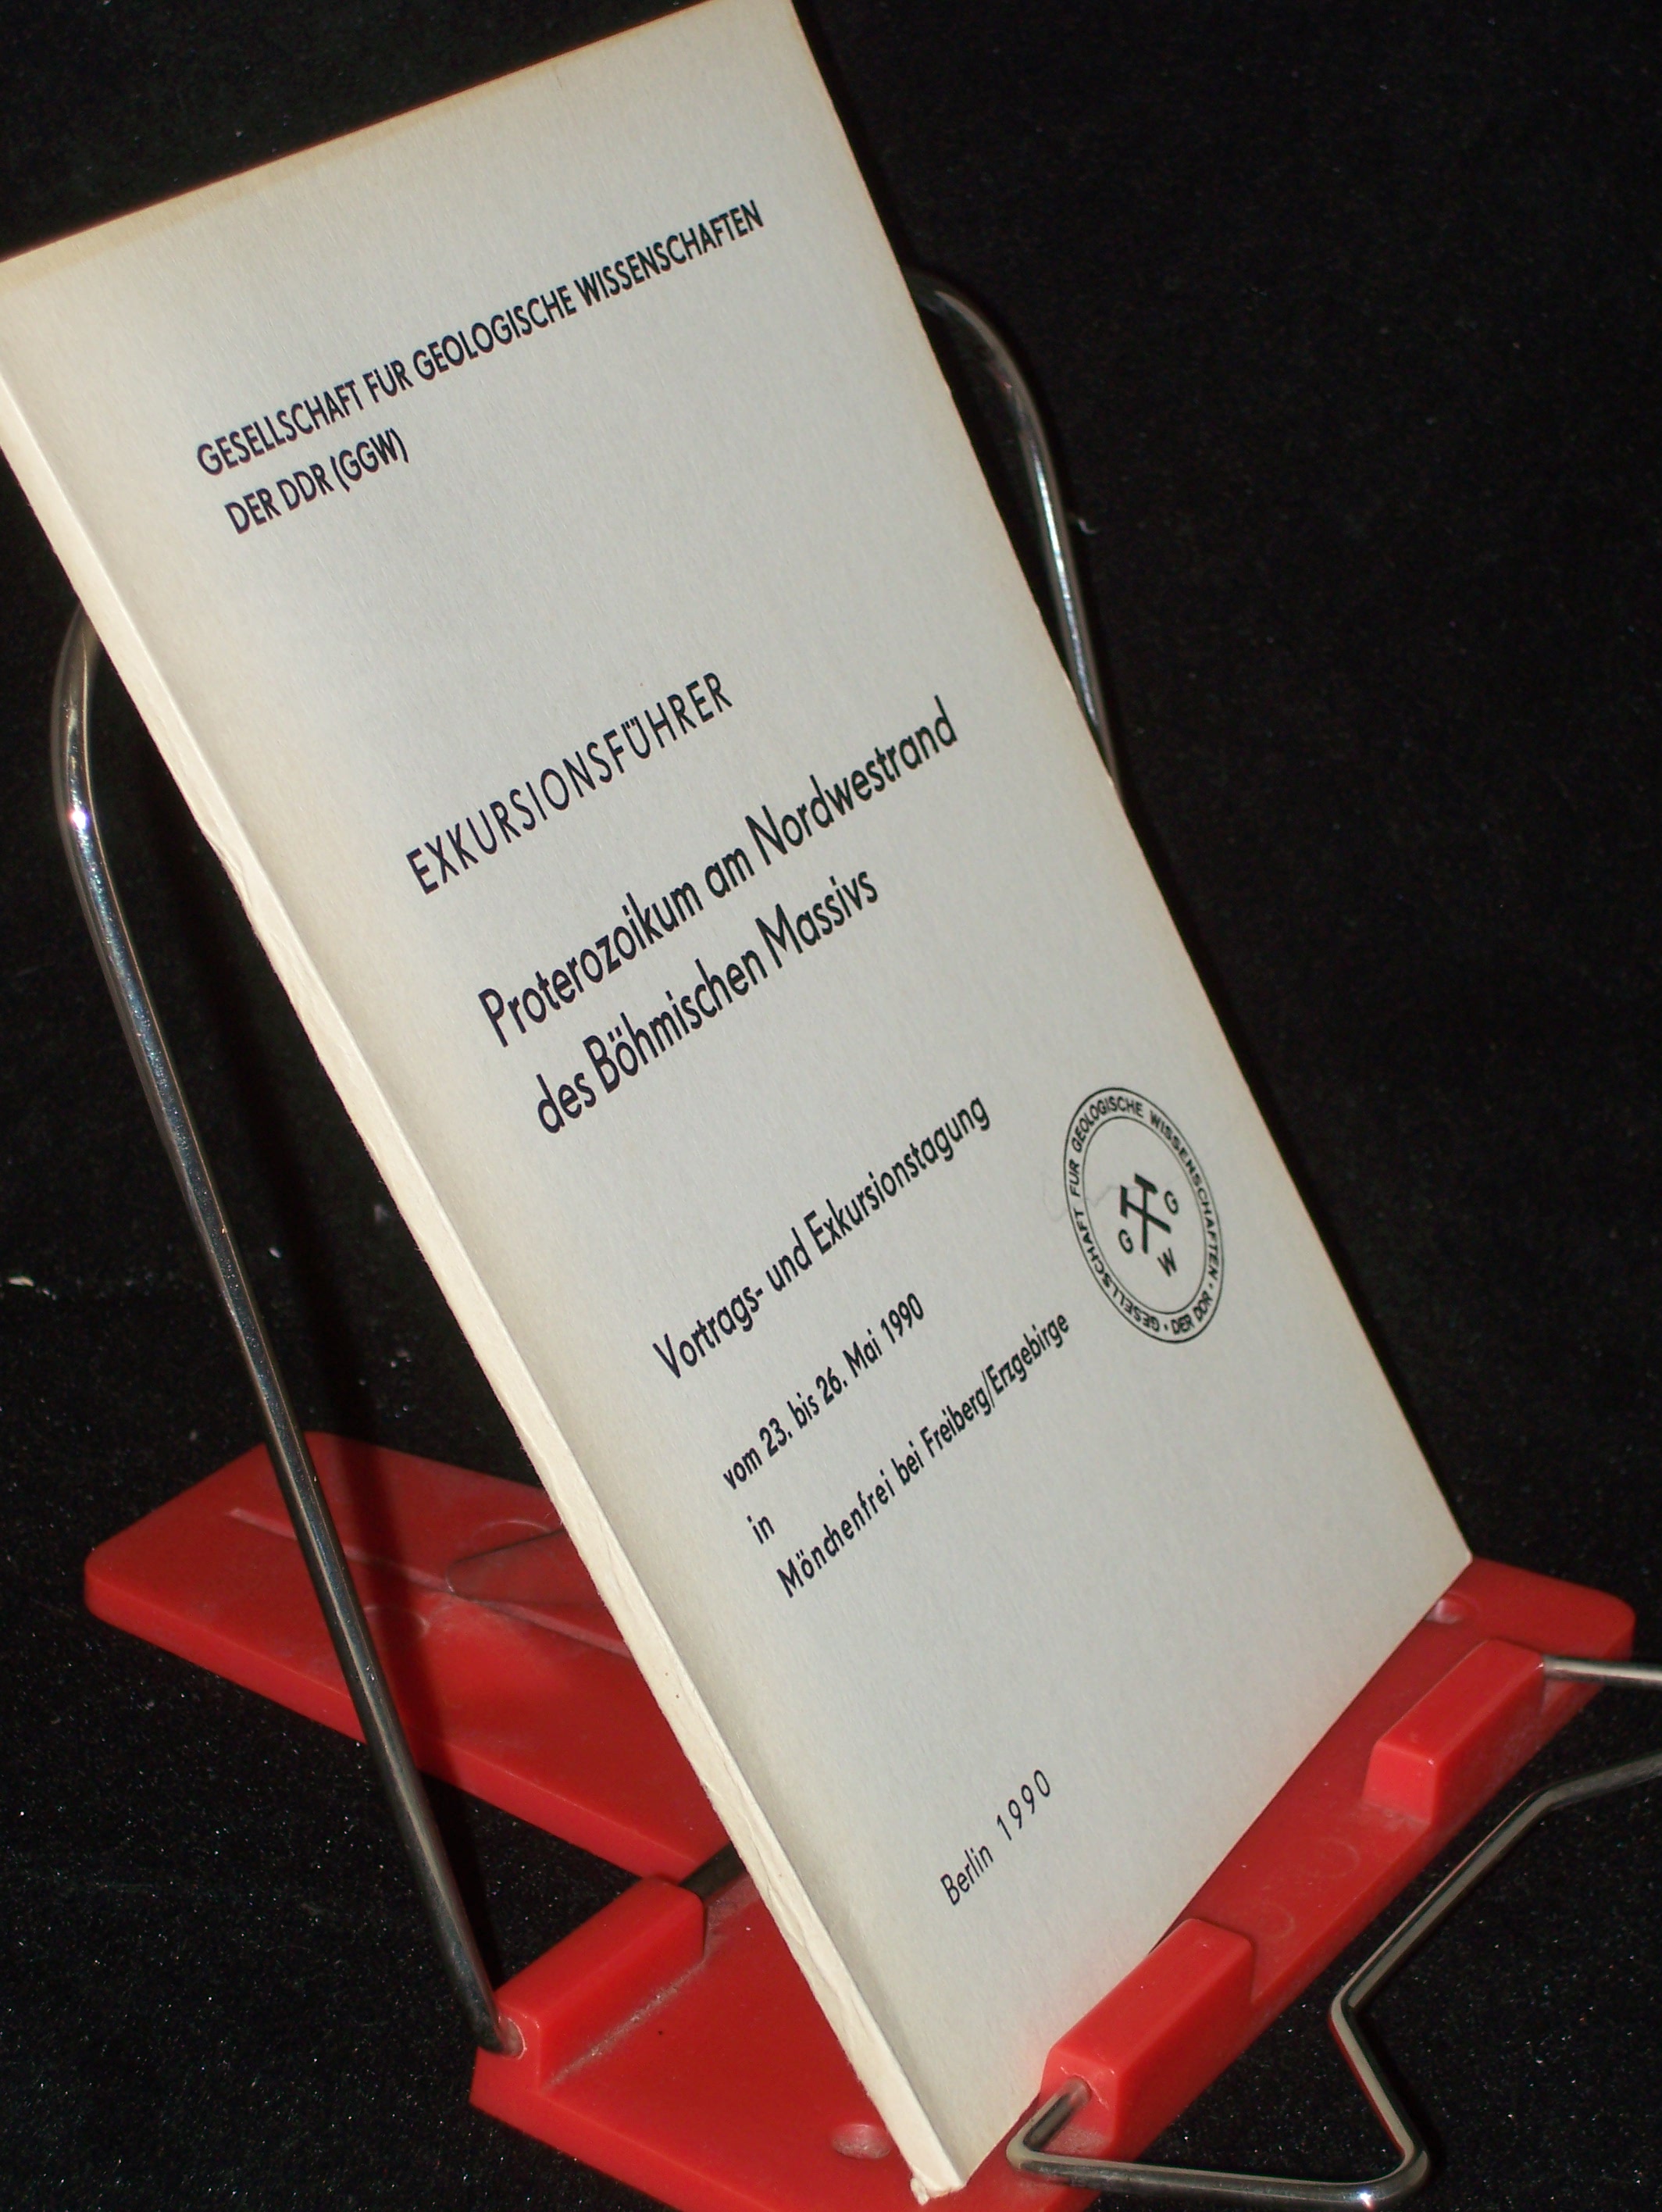 GESELLSCHAFT FUR GEOLOGISCHE WISSENSCHAFTEN
DER DDR (GGW)
EXKURSIONSFÜHRER
Proterozoikum am Nordwestrand
des Böhmischen Massivs
Vortrags- und Exkursionstagung
vom 23. bis 26. Mai 1990
in
Mönchenfrei bei Freiberg/Erzgebirge
GESELLSCHAFT FUR GEOLOGISCHE WISSENSCHAFTEN · DER DDR ·
G G W
Berlin 1990